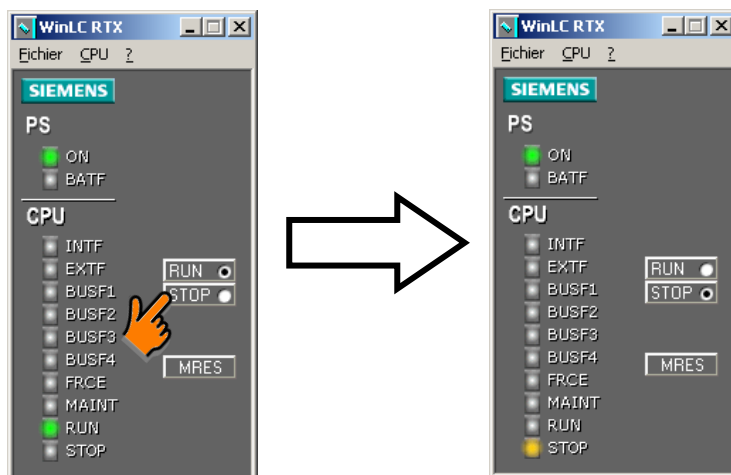 WinLC RTX
Fichier CPU ?
SIEMENS
PS
ON
BATF
CPU
INTF
EXTF
BUSF1
BUSF2
BUSF3
BUSF4
FRCE
MAINT
RUN
STOP
RUN
STOP
MRES
WinLC RTX
Fichier CPU ?
SIEMENS
PS
ON
BATF
CPU
INTF
EXTF
BUSF1
BUSF2
BUSF3
BUSF4
FRCE
MAINT
RUN
STOP
RUN
STOP
MRES